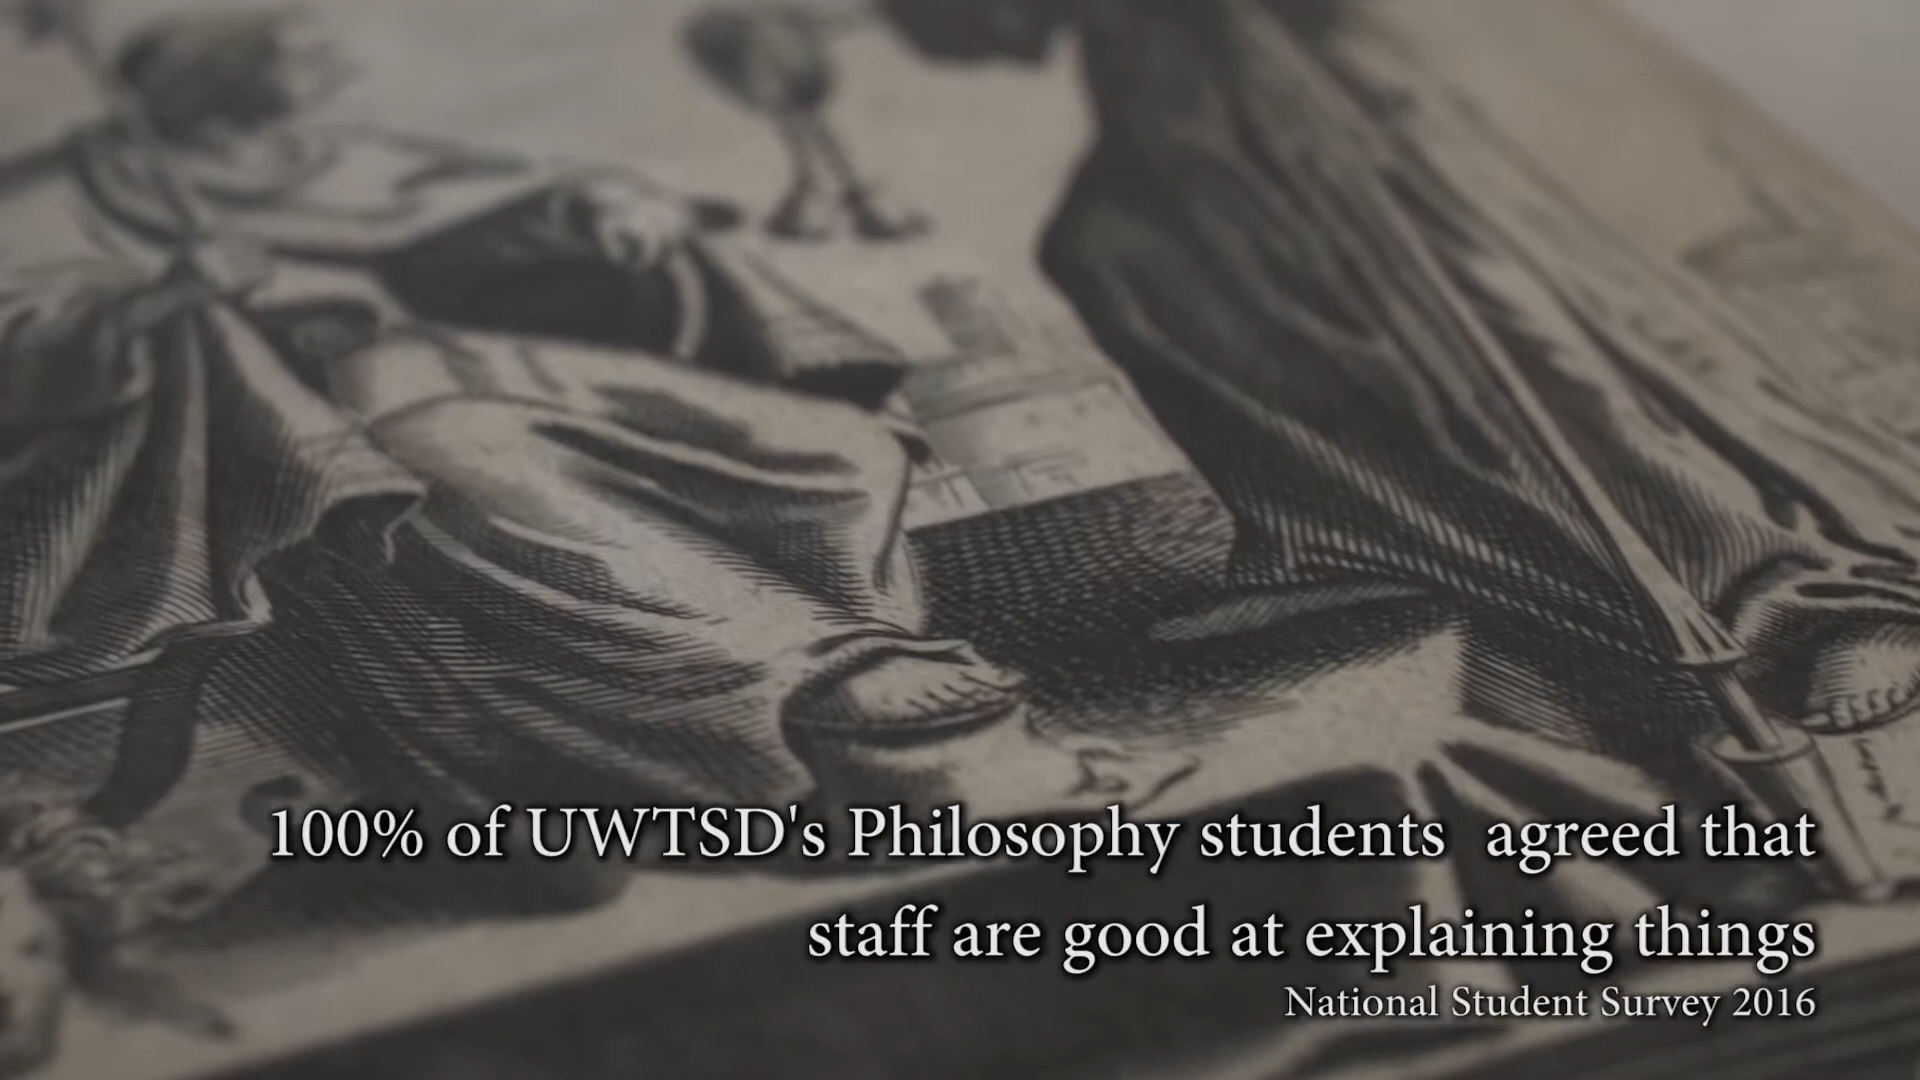 100% of UWTSD's Philosophy students  agreed that
staff are good at explaining things
National Student Survey 2016